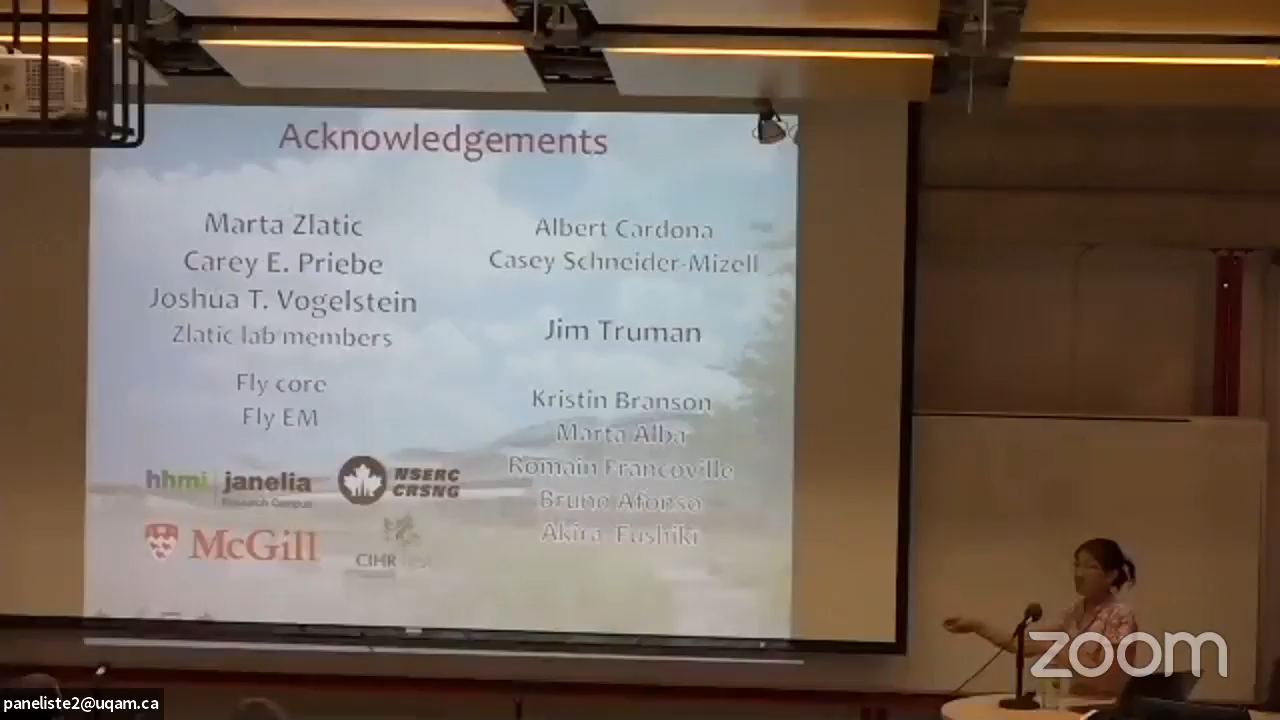 Acknowledgements
Marta Zlatic
Carey E. Priebe
Joshua T. Vogelstein
Zlatic lab members
Fly core
Fly EM
Albert Cardona
Casey Schneider-Mizell
Jim Truman
Kristin Branson
Marta Alba
Romain Francoville
Bruno Afonso
Akira Fushiki
hhmi janelia
Research Campus
NSERC
CRSNG
McGill
CIHR
zoom
paneliste2@uqam.ca